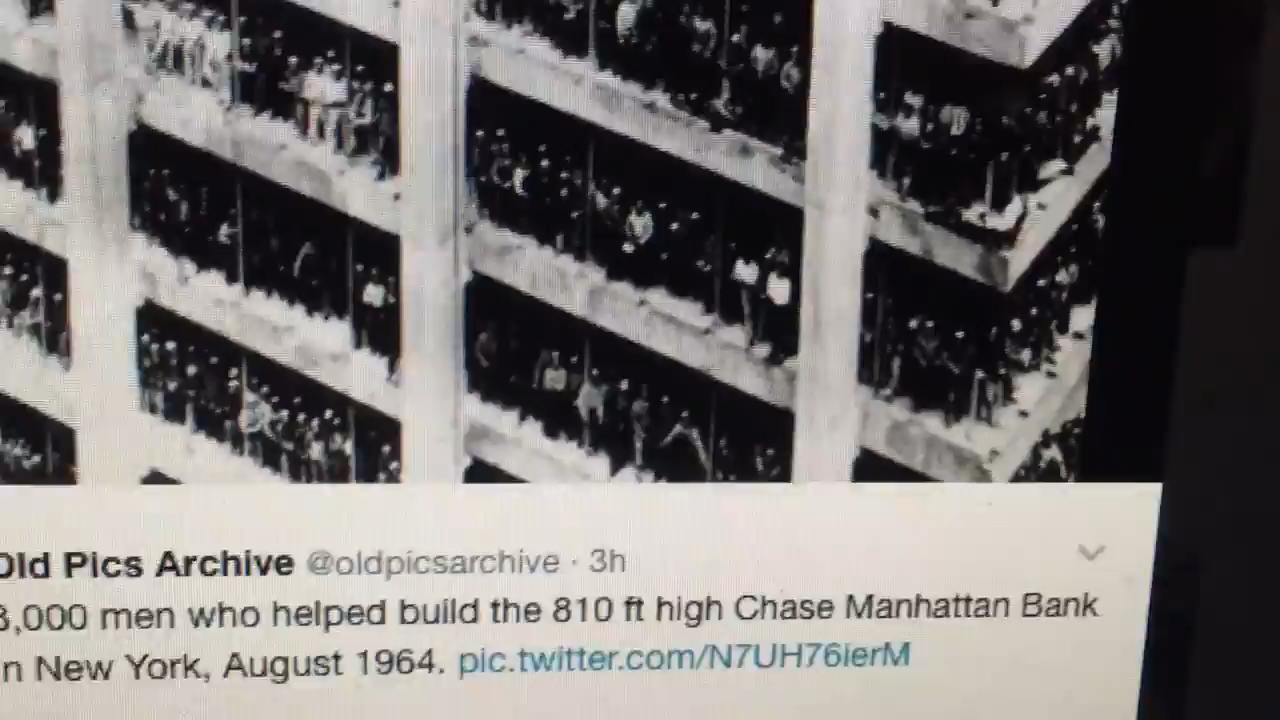 Old Pics Archive @oldpicsarchive · 3h
3,000 men who helped build the 810 ft high Chase Manhattan Bank
in New York, August 1964. pic.twitter.com/N7UH76ierM